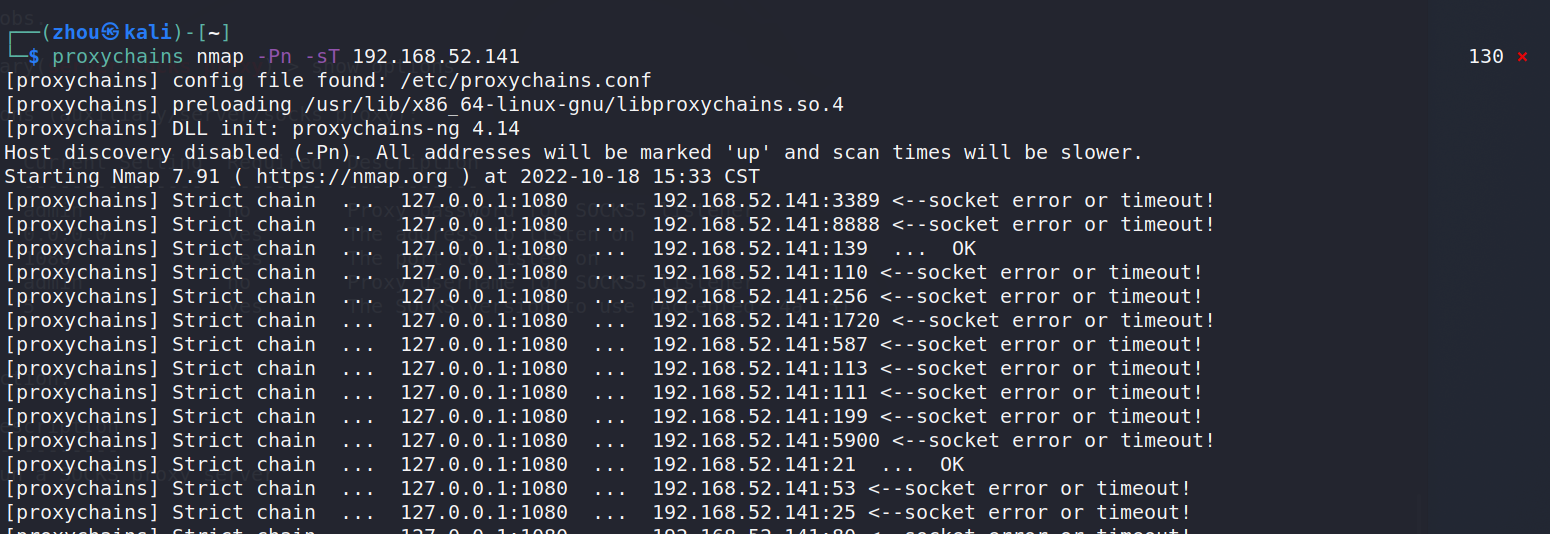 ┌──(zhou㉿kali)-[~]
└─$ proxychains nmap -Pn -sT 192.168.52.141 130 ⨯
[proxychains] config file found: /etc/proxychains.conf
[proxychains] preloading /usr/lib/x86_64-linux-gnu/libproxychains.so.4
[proxychains] DLL init: proxychains-ng 4.14
Host discovery disabled (-Pn). All addresses will be marked 'up' and scan times will be slower.
Starting Nmap 7.91 ( https://nmap.org ) at 2022-10-18 15:33 CST
[proxychains] Strict chain  ...  127.0.0.1:1080  ...  192.168.52.141:3389 <--socket error or timeout!
[proxychains] Strict chain  ...  127.0.0.1:1080  ...  192.168.52.141:8888 <--socket error or timeout!
[proxychains] Strict chain  ...  127.0.0.1:1080  ...  192.168.52.141:139  ...  OK
[proxychains] Strict chain  ...  127.0.0.1:1080  ...  192.168.52.141:110 <--socket error or timeout!
[proxychains] Strict chain  ...  127.0.0.1:1080  ...  192.168.52.141:256 <--socket error or timeout!
[proxychains] Strict chain  ...  127.0.0.1:1080  ...  192.168.52.141:1720 <--socket error or timeout!
[proxychains] Strict chain  ...  127.0.0.1:1080  ...  192.168.52.141:587 <--socket error or timeout!
[proxychains] Strict chain  ...  127.0.0.1:1080  ...  192.168.52.141:113 <--socket error or timeout!
[proxychains] Strict chain  ...  127.0.0.1:1080  ...  192.168.52.141:111 <--socket error or timeout!
[proxychains] Strict chain  ...  127.0.0.1:1080  ...  192.168.52.141:199 <--socket error or timeout!
[proxychains] Strict chain  ...  127.0.0.1:1080  ...  192.168.52.141:5900 <--socket error or timeout!
[proxychains] Strict chain  ...  127.0.0.1:1080  ...  192.168.52.141:21  ...  OK
[proxychains] Strict chain  ...  127.0.0.1:1080  ...  192.168.52.141:53 <--socket error or timeout!
[proxychains] Strict chain  ...  127.0.0.1:1080  ...  192.168.52.141:25 <--socket error or timeout!